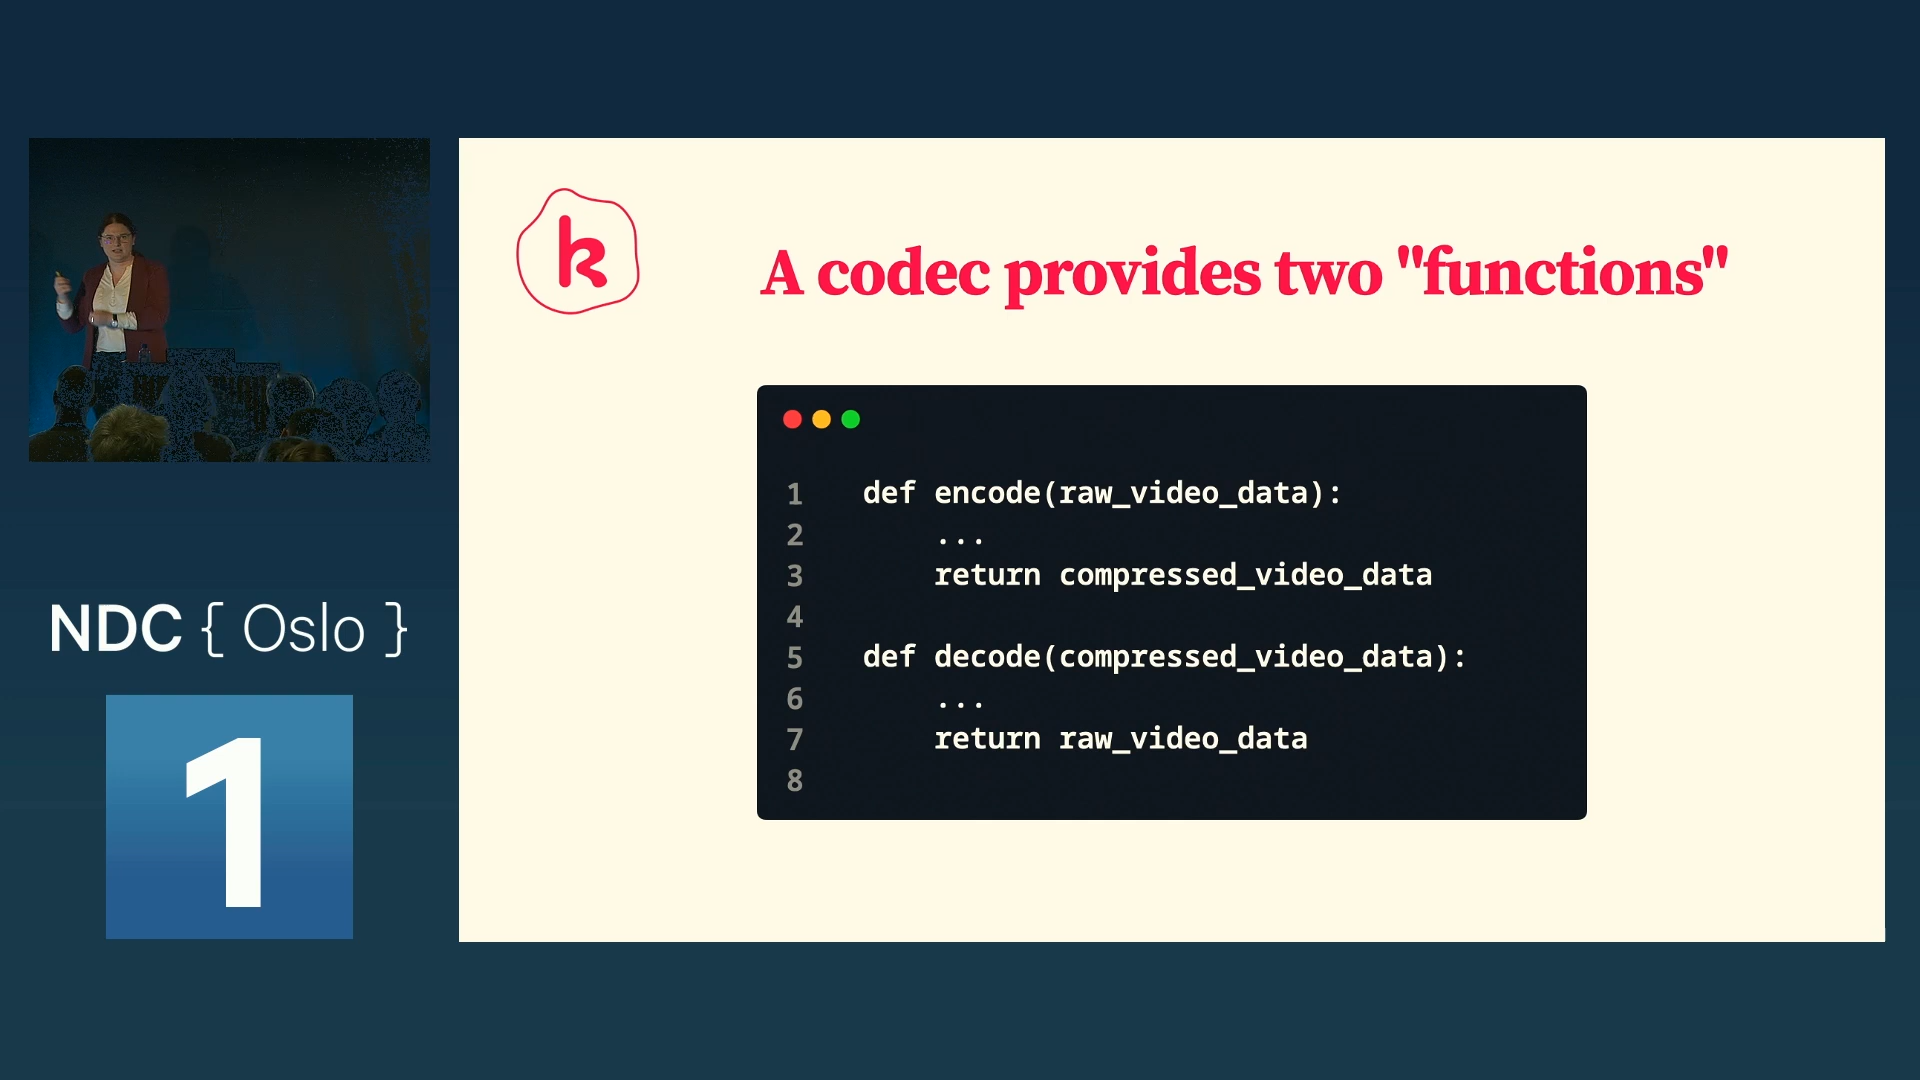 k
A codec provides two "functions"
1 def encode(raw_video_data):
2 ...
3 return compressed_video_data
4
5 def decode(compressed_video_data):
6 ...
7 return raw_video_data
8
NDC { Oslo }
1